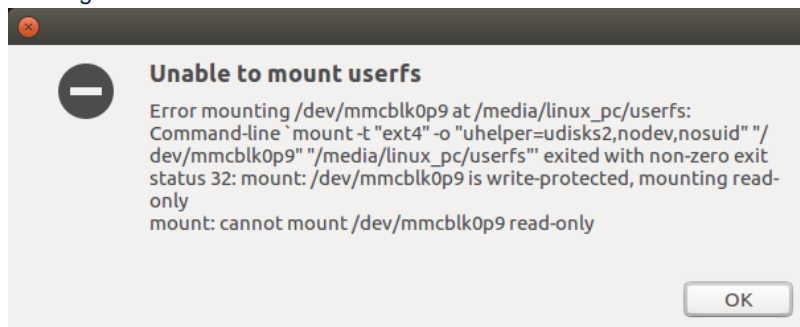 Unable to mount userfs
Error mounting /dev/mmcblk0p9 at /media/linux_pc/userfs:
Command-line `mount -t "ext4" -o "uhelper=udisks2,nodev,nosuid" "/
dev/mmcblk0p9" "/media/linux_pc/userfs"' exited with non-zero exit
status 32: mount: /dev/mmcblk0p9 is write-protected, mounting read-
only
mount: cannot mount /dev/mmcblk0p9 read-only
OK